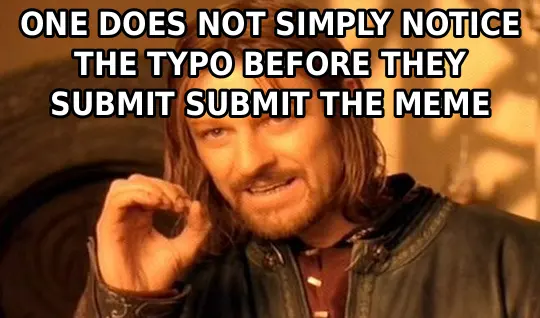 ONE DOES NOT SIMPLY NOTICE
THE TYPO BEFORE THEY
SUBMIT SUBMIT THE MEME